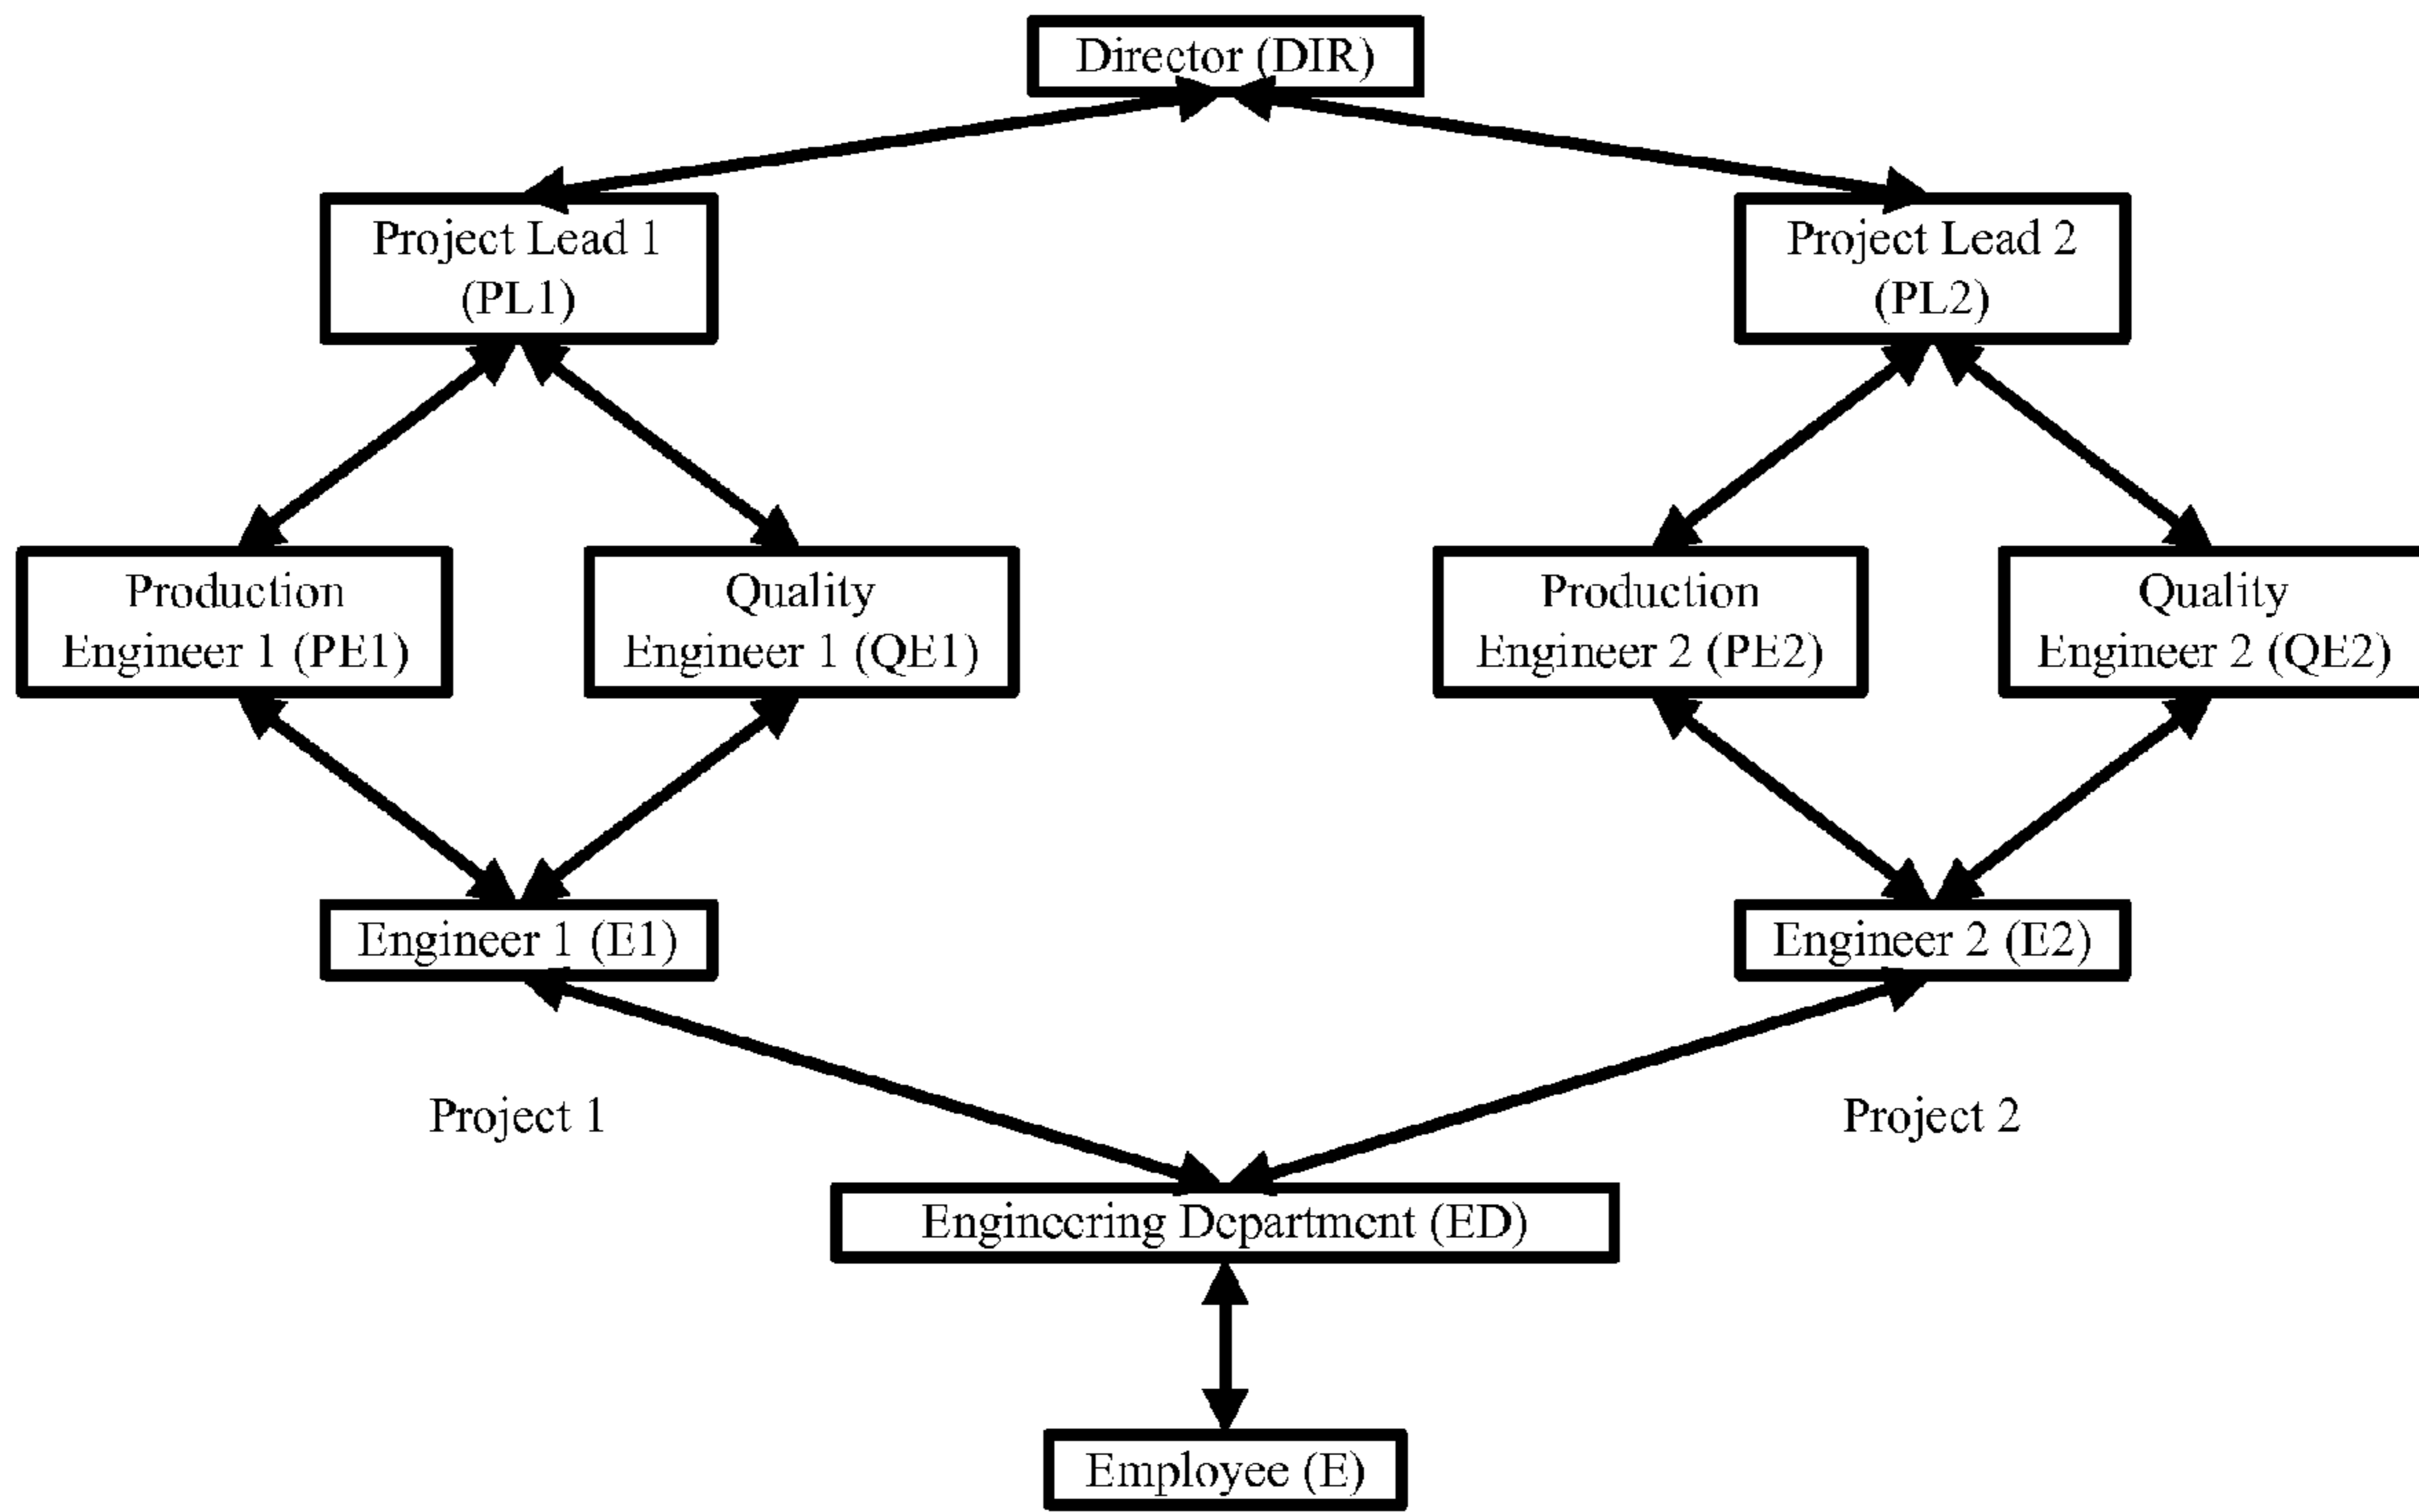 Director (DIR)
Project Lead 1
(PL1)
Project Lead 2
(PL2)
Production
Engineer 1 (PE1)
Quality
Engineer 1 (QE1)
Production
Engineer 2 (PE2)
Quality
Engineer 2 (QE2)
Engineer 1 (E1)
Engineer 2 (E2)
Project 1
Project 2
Engineering Department (ED)
Employee (E)